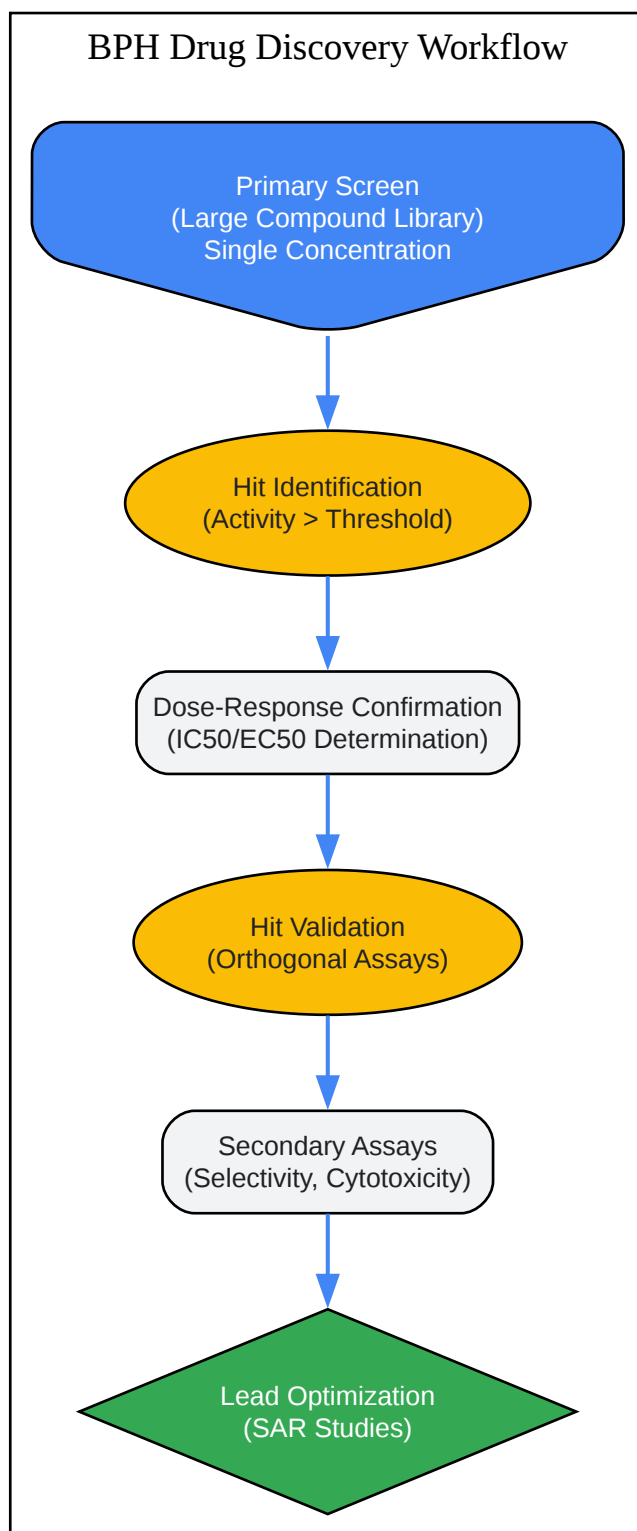 BPH Drug Discovery Workflow
Primary Screen
(Large Compound Library)
Single Concentration
Hit Identification
(Activity > Threshold)
Dose-Response Confirmation
(IC50/EC50 Determination)
Hit Validation
(Orthogonal Assays)
Secondary Assays
(Selectivity, Cytotoxicity)
Lead Optimization
(SAR Studies)